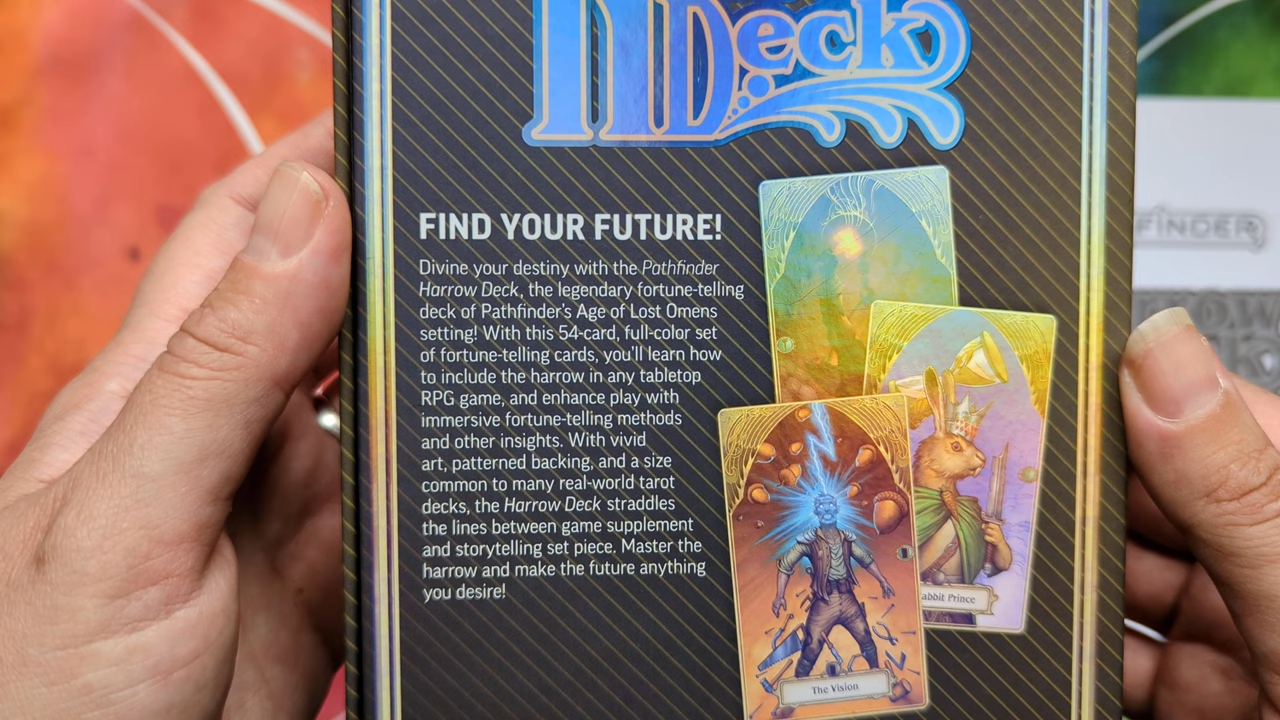 Deck
FIND YOUR FUTURE!
Divine your destiny with the Pathfinder
Harrow Deck, the legendary fortune-telling
deck of Pathfinder's Age of Lost Omens
setting! With this 54-card, full-color set
of fortune-telling cards, you'll learn how
to include the harrow in any tabletop
RPG game, and enhance play with
immersive fortune-telling methods
and other insights. With vivid
art, patterned backing, and a size
common to many real-world tarot
decks, the Harrow Deck straddles
the lines between game supplement
and storytelling set piece. Master the
harrow and make the future anything
you desire!
abbit Prince
The Vision
FINDER